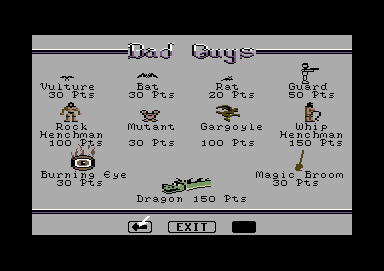 Bad Guys
Vulture Bat Rat Guard
30 Pts 30 Pts 20 Pts 50 Pts
Rock Mutant Gargoyle Whip
Henchman Henchman
100 Pts 30 Pts 100 Pts 150 Pts
Burning Eye Magic Broom
30 Pts 30 Pts
Dragon 150 Pts
EXIT